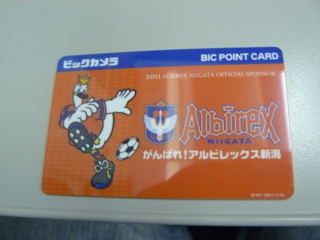 ビックカメラ
BIC POINT CARD
2011 ALBIREX NIIGATA OFFICIAL SPONSOR
ALBIREX
NIIGATA
がんばれ!アルビレックス新潟